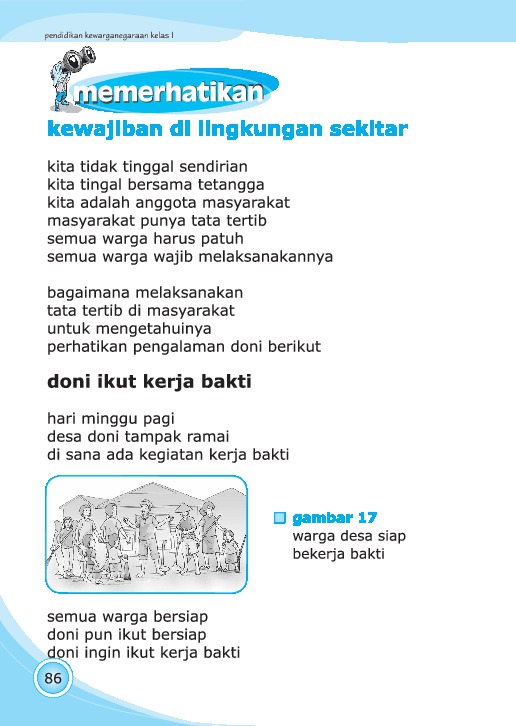 pendidikan kewarganegaraan kelas I
memerhatikan
kewajiban di lingkungan sekitar
kita tidak tinggal sendirian
kita tingal bersama tetangga
kita adalah anggota masyarakat
masyarakat punya tata tertib
semua warga harus patuh
semua warga wajib melaksanakannya
bagaimana melaksanakan
tata tertib di masyarakat
untuk mengetahuinya
perhatikan pengalaman doni berikut
doni ikut kerja bakti
hari minggu pagi
desa doni tampak ramai
di sana ada kegiatan kerja bakti
gambar 17
warga desa siap
bekerja bakti
semua warga bersiap
doni pun ikut bersiap
doni ingin ikut kerja bakti
86